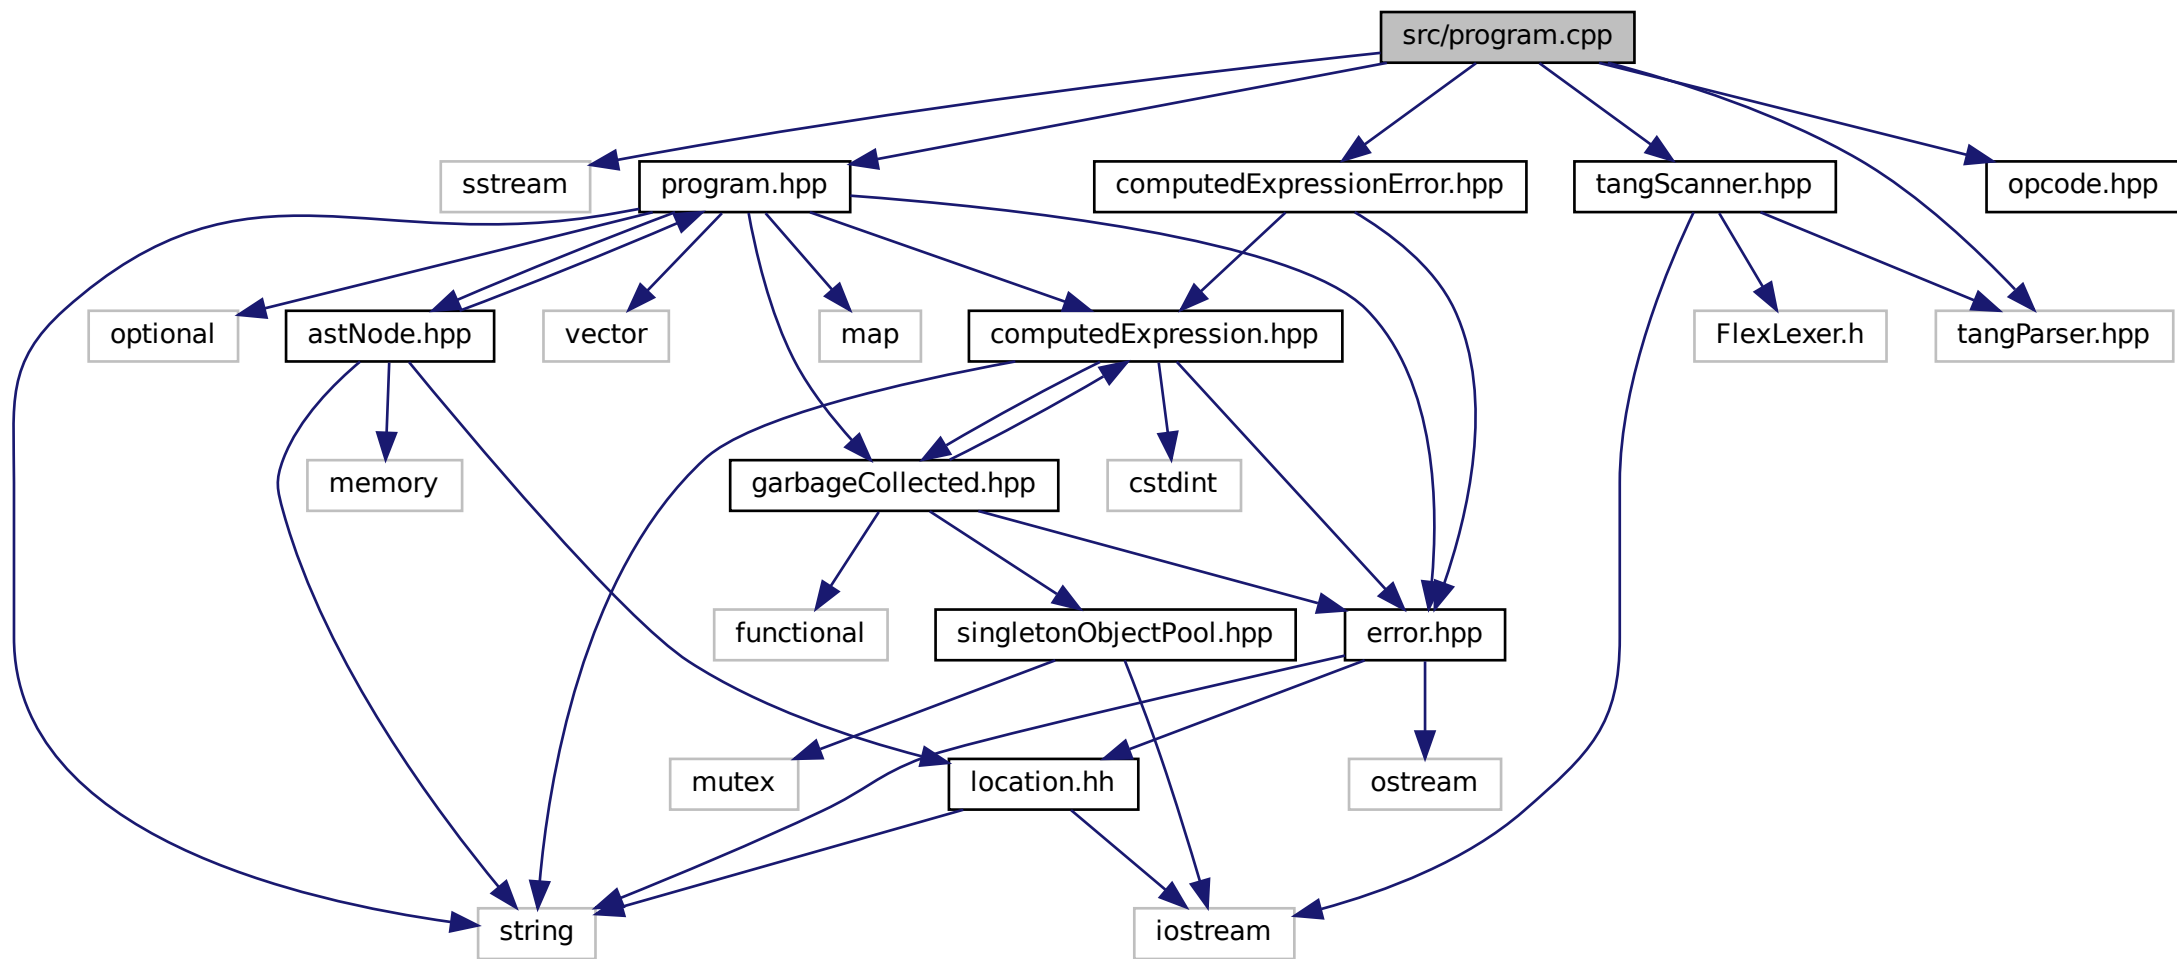 src/program.cpp
sstream
program.hpp
computedExpressionError.hpp
tangScanner.hpp
opcode.hpp
optional
astNode.hpp
vector
map
computedExpression.hpp
FlexLexer.h
tangParser.hpp
memory
garbageCollected.hpp
cstdint
functional
singletonObjectPool.hpp
error.hpp
mutex
location.hh
ostream
string
iostream